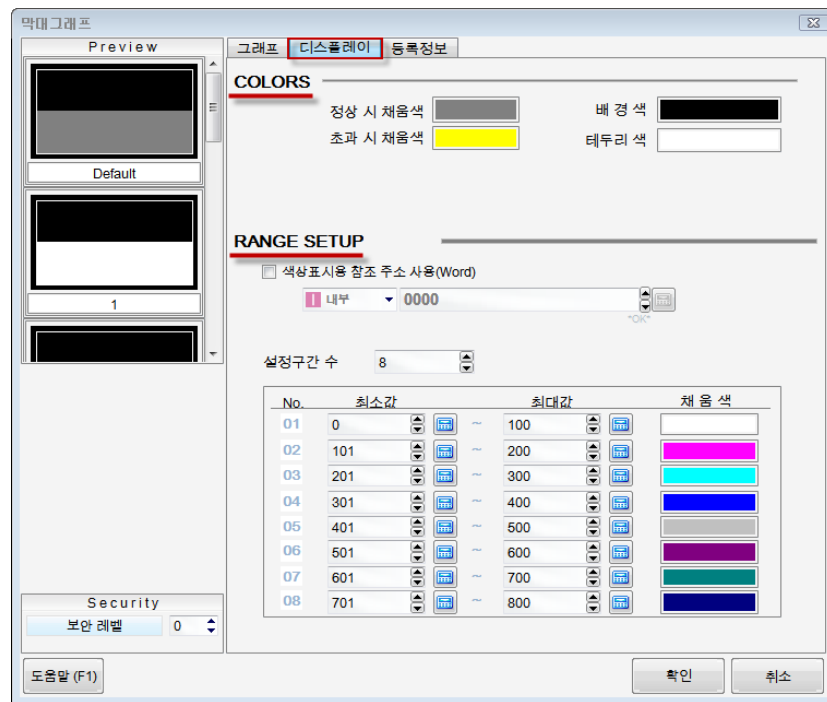 막대그래프
Preview
Default
1
Security
보안 레벨 0
그래프 디스플레이 등록정보
COLORS
정상 시 채움색 배 경 색
초과 시 채움색 테두리 색
RANGE SETUP
색상표시용 참조 주소 사용(Word)
I 내부 0000
*OK*
설정구간 수 8
No. 최소값 최대값 채 움 색
01 0 ~ 100
02 101 ~ 200
03 201 ~ 300
04 301 ~ 400
05 401 ~ 500
06 501 ~ 600
07 601 ~ 700
08 701 ~ 800
도움말 (F1) 확인 취소